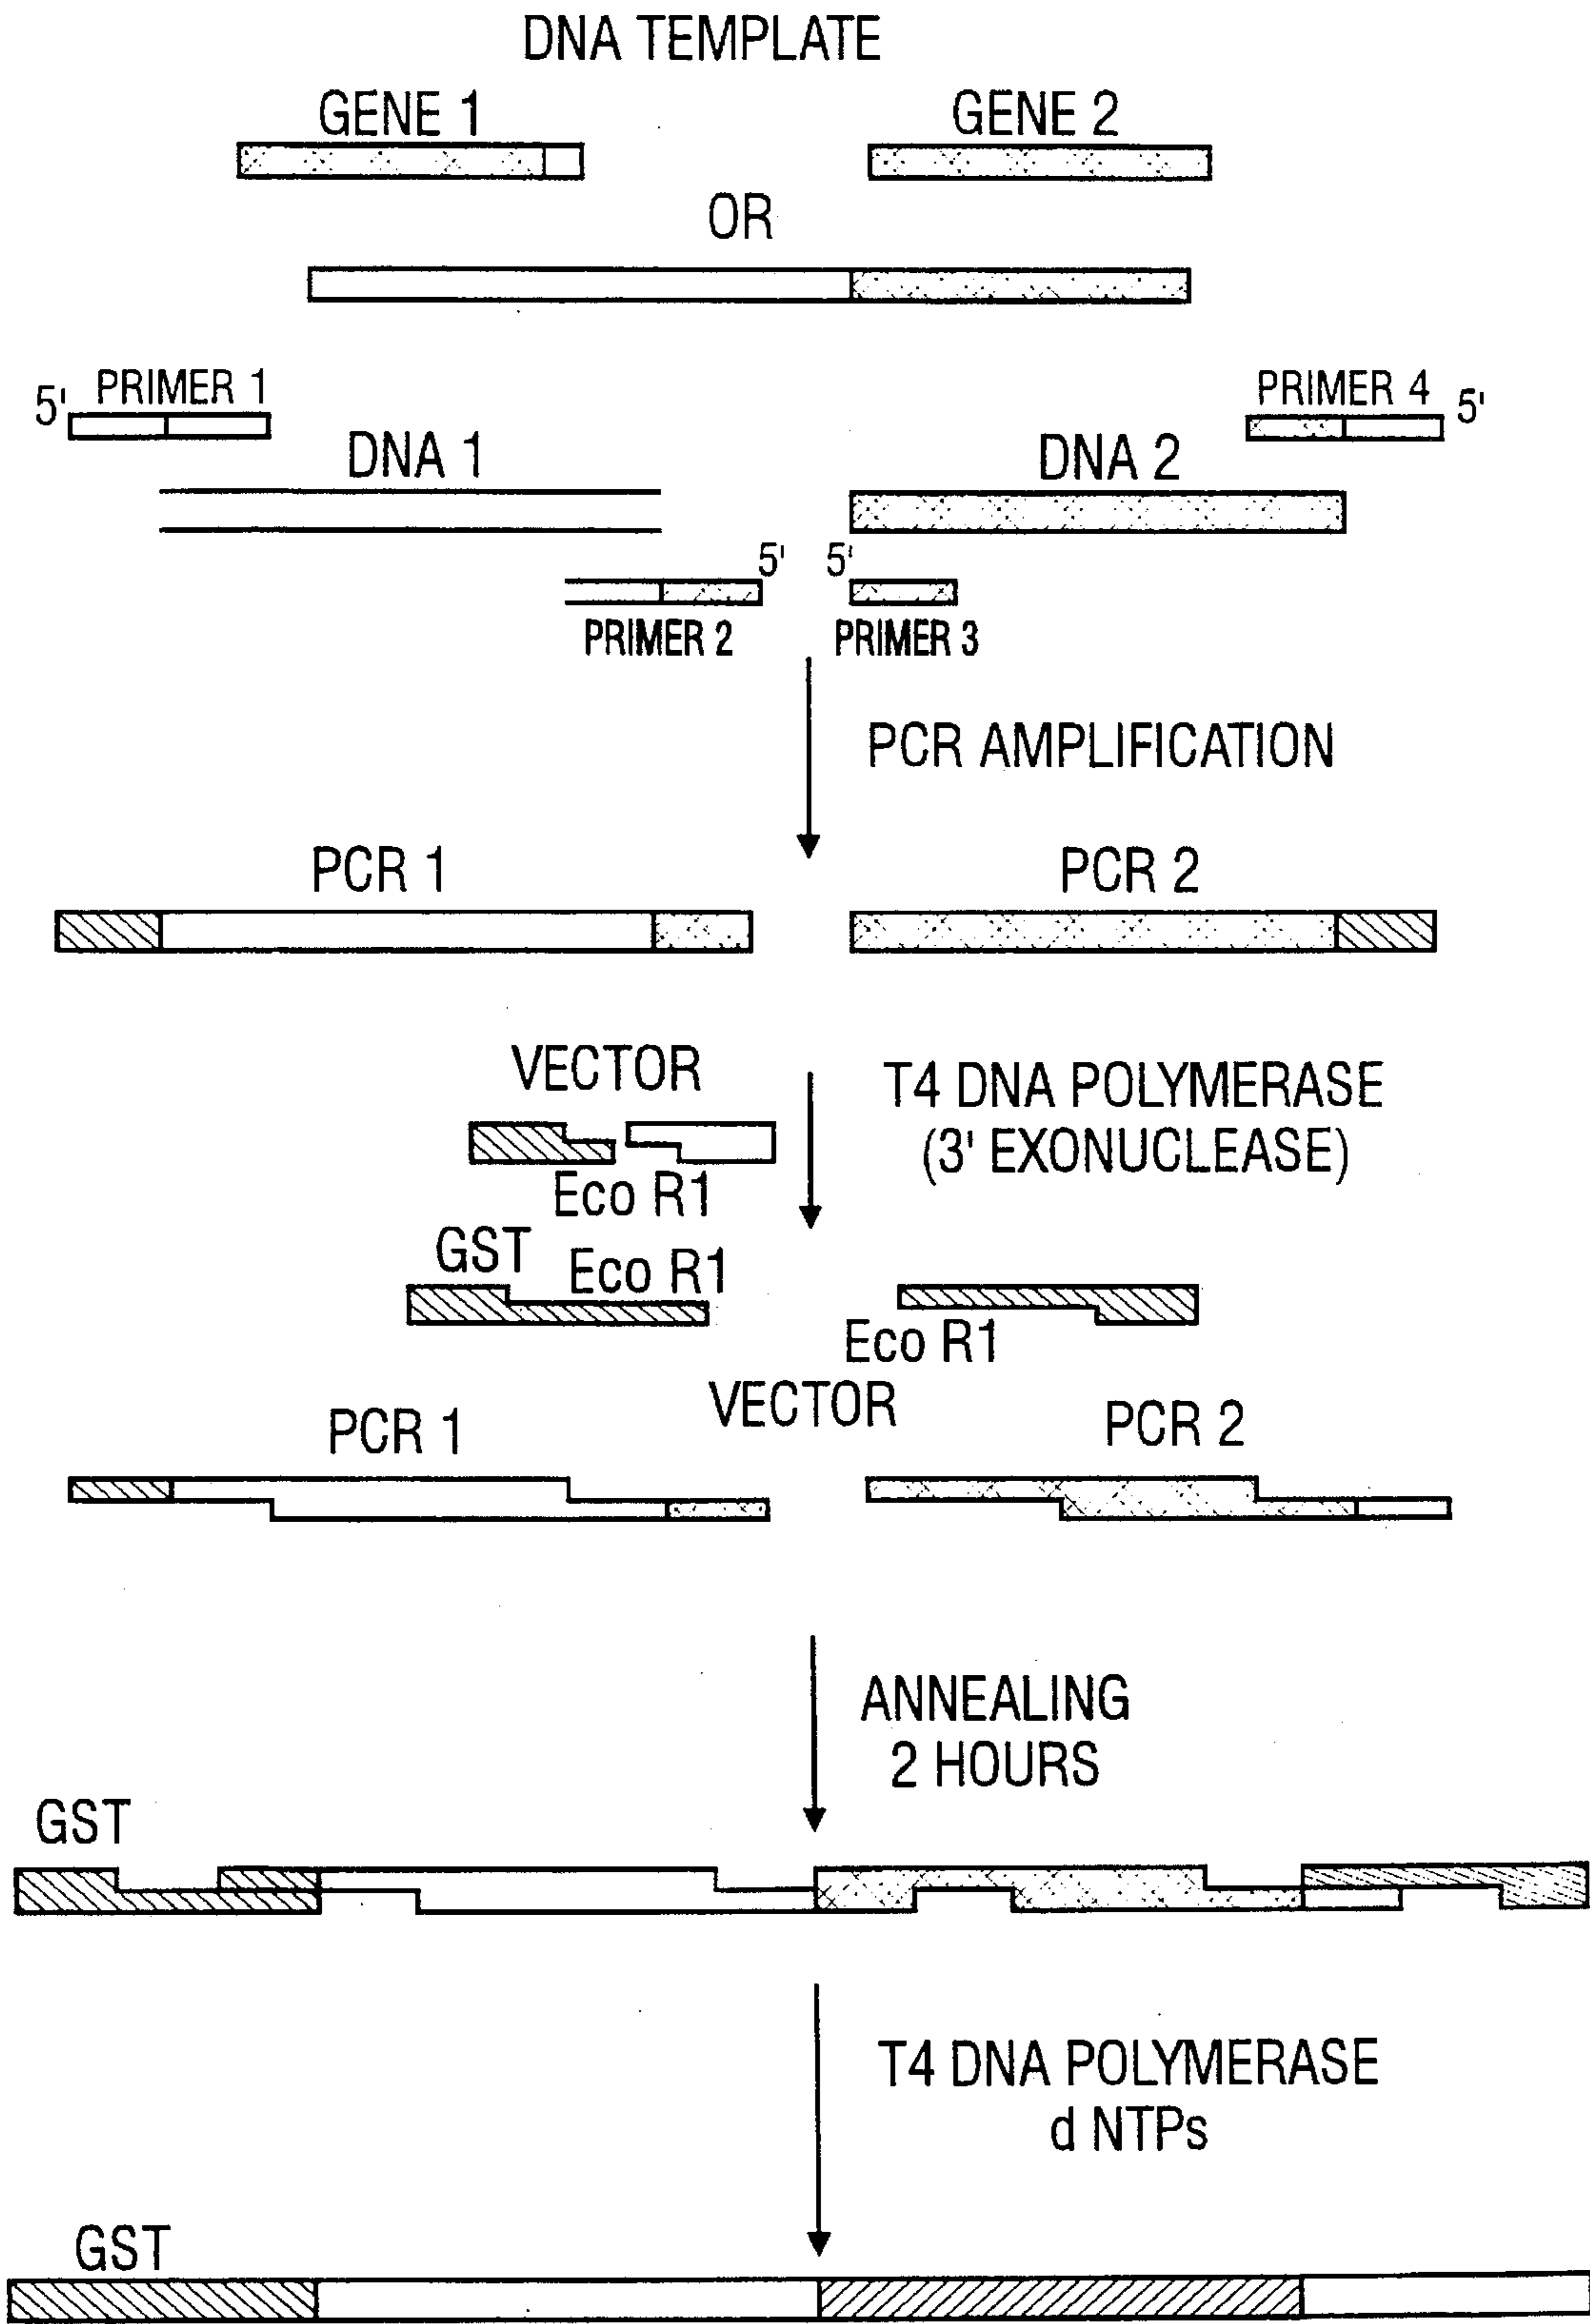 DNA TEMPLATE
GENE 1
GENE 2
OR
5' PRIMER 1
PRIMER 4 5'
DNA 1
DNA 2
5'
5'
PRIMER 2
PRIMER 3
PCR AMPLIFICATION
PCR 1
PCR 2
VECTOR
T4 DNA POLYMERASE
(3' EXONUCLEASE)
Eco R1
GST
Eco R1
Eco R1
VECTOR
PCR 1
PCR 2
ANNEALING
2 HOURS
GST
T4 DNA POLYMERASE
d NTPs
GST